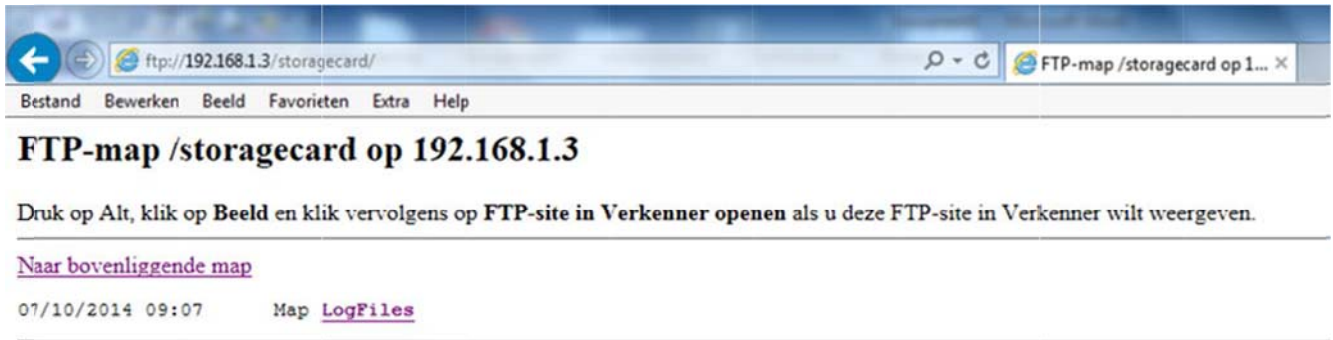 ftp://192.168.1.3/storagecard/
FTP-map /storagecard op 1...
Bestand Bewerken Beeld Favorieten Extra Help
FTP-map /storagecard op 192.168.1.3
Druk op Alt, klik op Beeld en klik vervolgens op FTP-site in Verkenner openen als u deze FTP-site in Verkenner wilt weergeven.
Naar bovenliggende map
07/10/2014 09:07 Map LogFiles